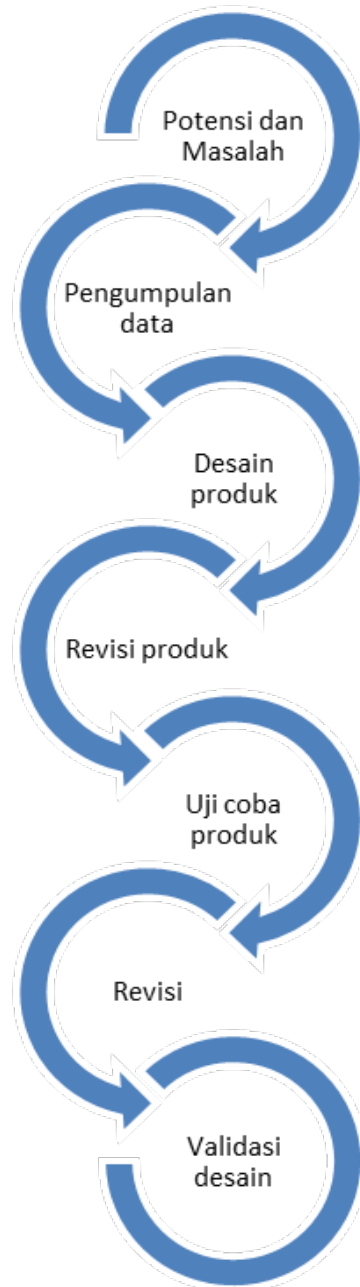 Potensi dan
Masalah
Pengumpulan
data
Desain
produk
Revisi produk
Uji coba
produk
Revisi
Validasi
desain